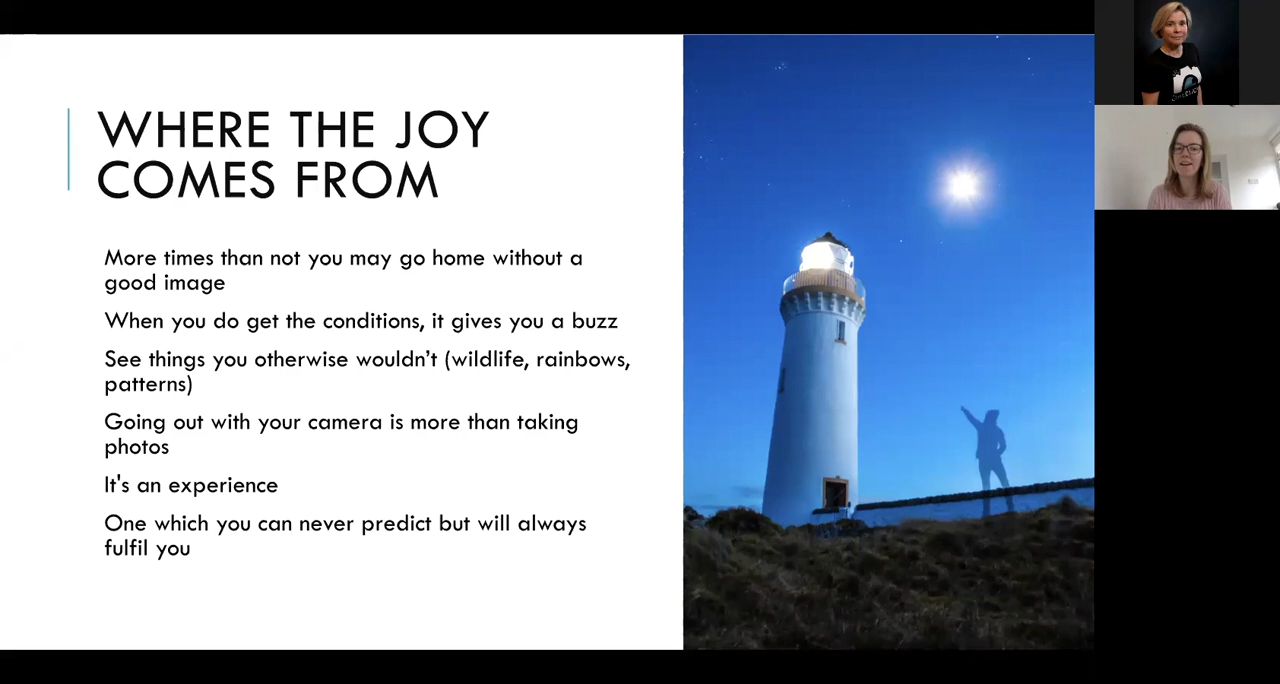 WHERE THE JOY
COMES FROM
More times than not you may go home without a
good image
When you do get the conditions, it gives you a buzz
See things you otherwise wouldn’t (wildlife, rainbows,
patterns)
Going out with your camera is more than taking
photos
It's an experience
One which you can never predict but will always
fulfil you